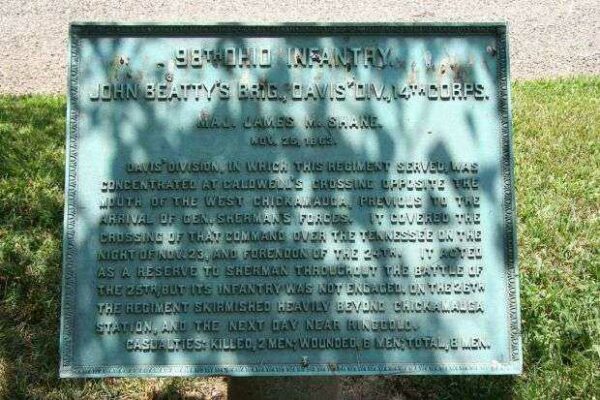 98TH OHIO INFANTRY.
JOHN BEATTY'S BRIG., DAVIS' DIV., 14TH CORPS.
MAJ. JAMES M. SHANE.
NOV. 25, 1863.
DAVIS' DIVISION, IN WHICH THIS REGIMENT SERVED, WAS
CONCENTRATED AT CALDWELL'S CROSSING OPPOSITE THE
MOUTH OF THE WEST CHICKAMAUGA, PREVIOUS TO THE
ARRIVAL OF GEN. SHERMAN'S FORCES. IT COVERED THE
CROSSING OF THAT COMMAND OVER THE TENNESSEE ON THE
NIGHT OF NOV. 23, AND FORENOON OF THE 24TH. IT ACTED
AS A RESERVE TO SHERMAN THROUGHOUT THE BATTLE OF
THE 25TH, BUT ITS INFANTRY WAS NOT ENGAGED. ON THE 26TH
THE REGIMENT SKIRMISHED HEAVILY BEYOND CHICKAMAUGA
STATION, AND THE NEXT DAY NEAR RINGGOLD.
CASUALTIES: KILLED, 2 MEN; WOUNDED, 6 MEN; TOTAL, 8 MEN.